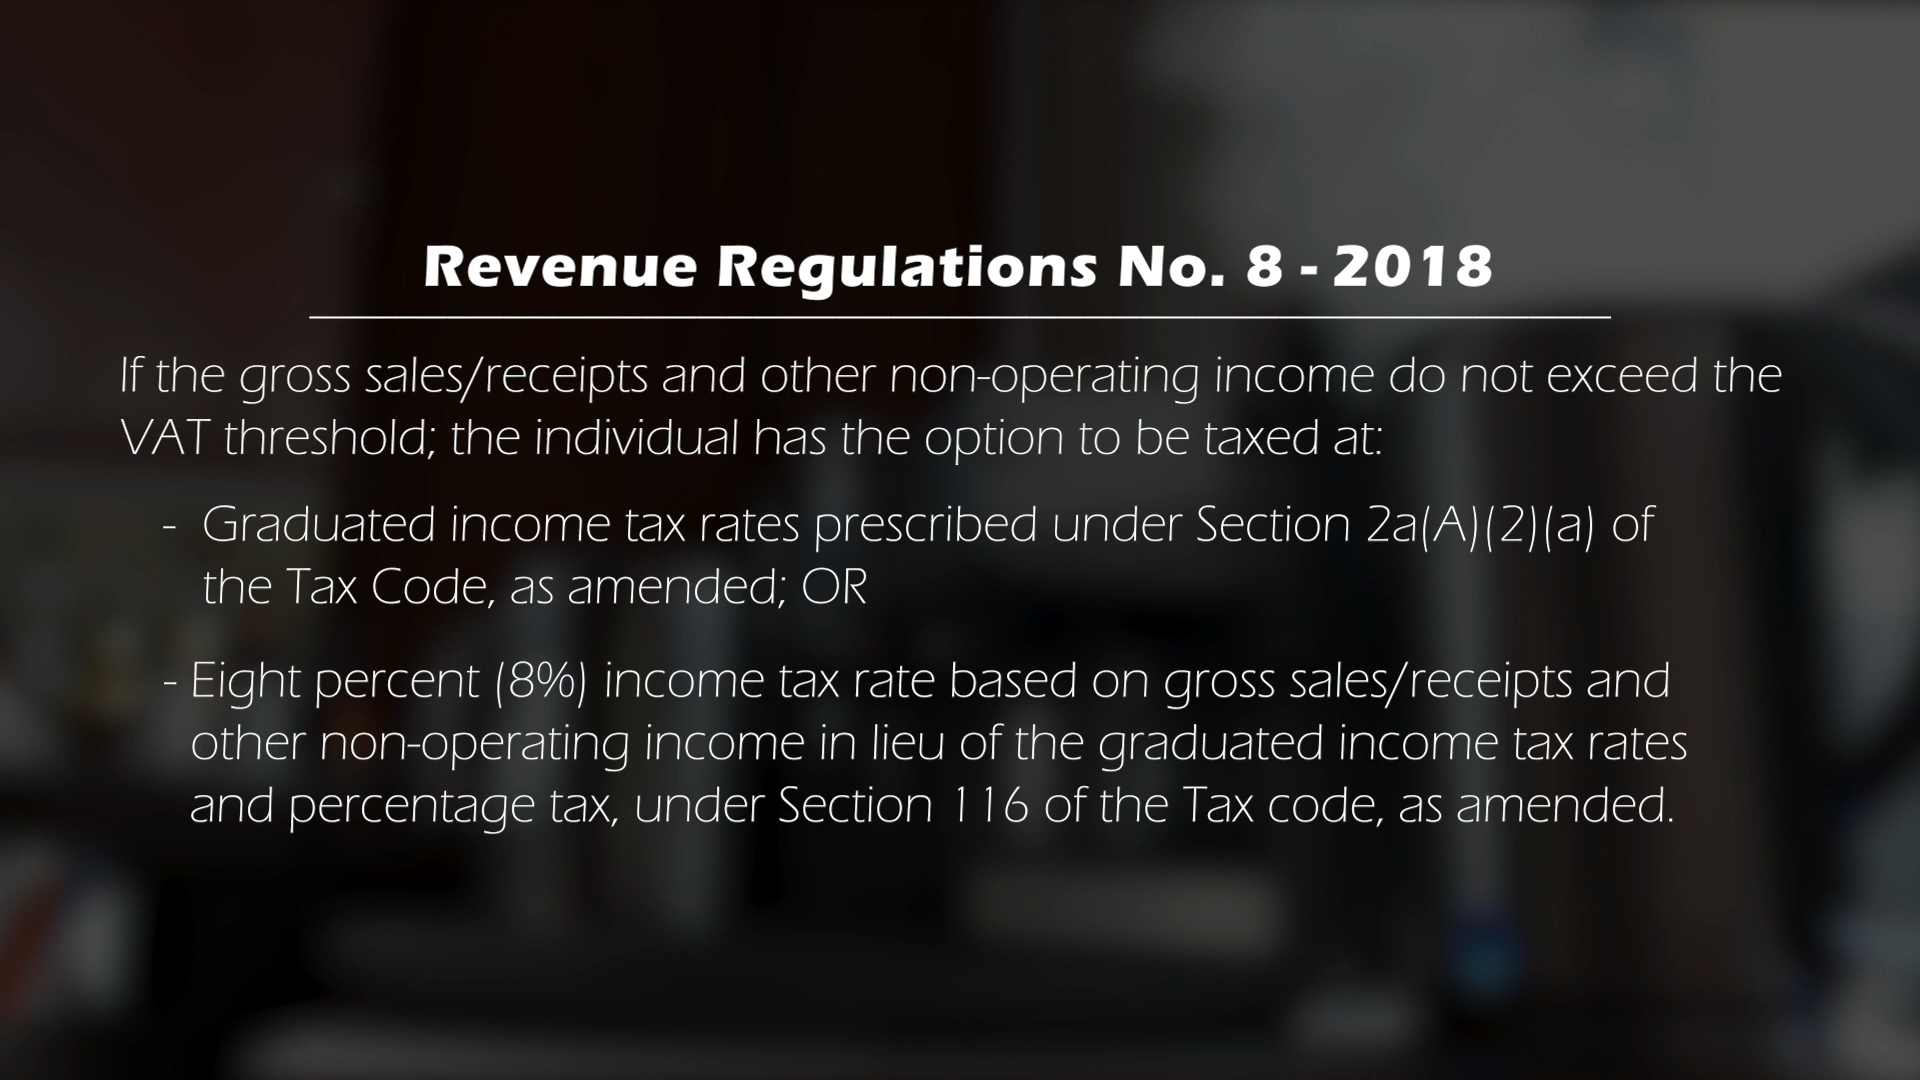 Revenue Regulations No. 8 - 2018
If the gross sales/receipts and other non-operating income do not exceed the
VAT threshold; the individual has the option to be taxed at:
- Graduated income tax rates prescribed under Section 2a(A)(2)(a) of
the Tax Code, as amended; OR
- Eight percent (8%) income tax rate based on gross sales/receipts and
other non-operating income in lieu of the graduated income tax rates
and percentage tax, under Section 116 of the Tax code, as amended.